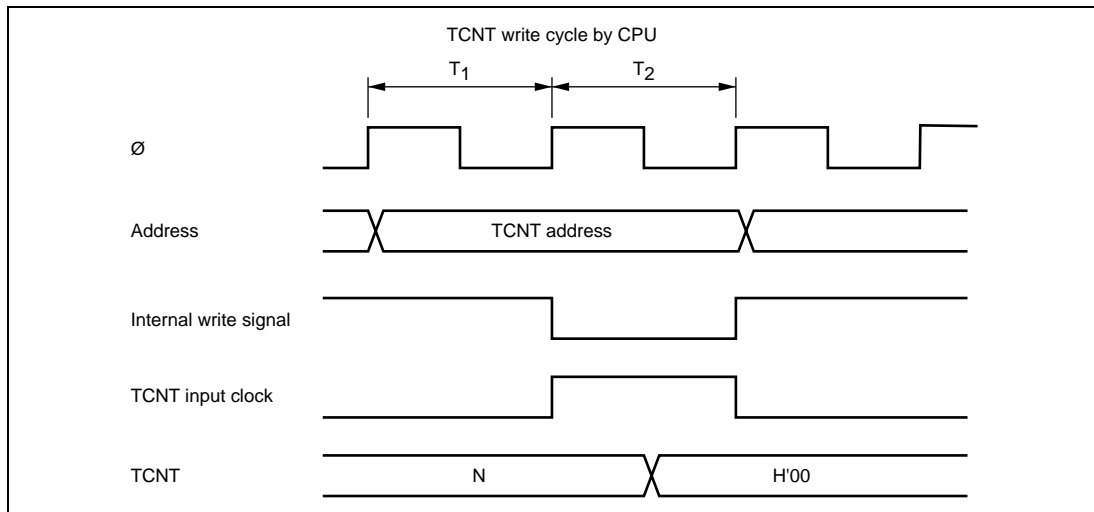 TCNT write cycle by CPU
T1 T2
Ø
Address TCNT address
Internal write signal
TCNT input clock
TCNT N H'00